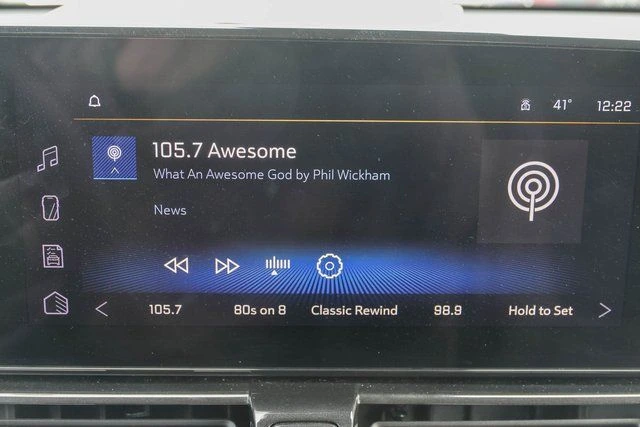 41° 12:22
105.7 Awesome
What An Awesome God by Phil Wickham
News
105.7 80s on 8 Classic Rewind 98.9 Hold to Set